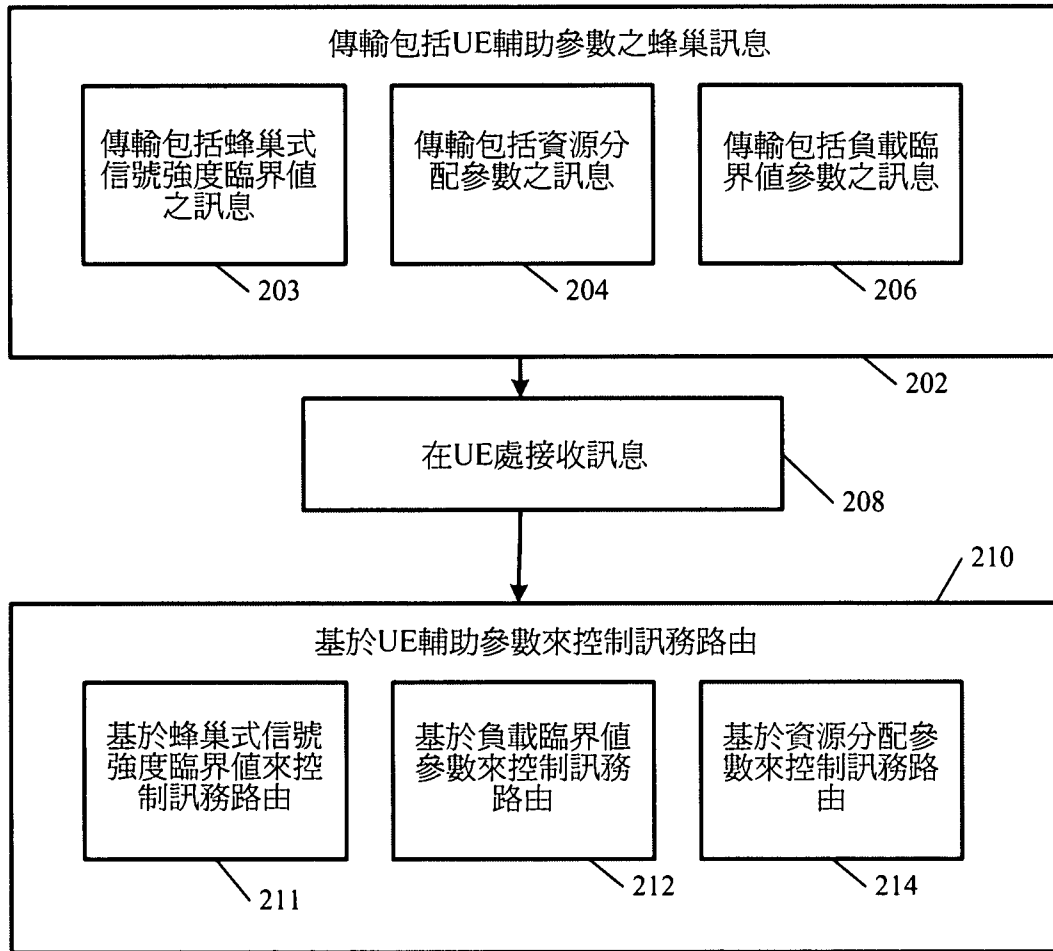 傳輸包括UE輔助參數之蜂巢訊息
傳輸包括蜂巢式
信號強度臨界值
之訊息
203
傳輸包括資源分
配參數之訊息
204
傳輸包括負載臨
界值參數之訊息
206
202
在UE處接收訊息
208
210
基於UE輔助參數來控制訊務路由
基於蜂巢式信號
強度臨界值來控
制訊務路由
211
基於負載臨界值
參數來控制訊務
路由
212
基於資源分配參
數來控制訊務路
由
214